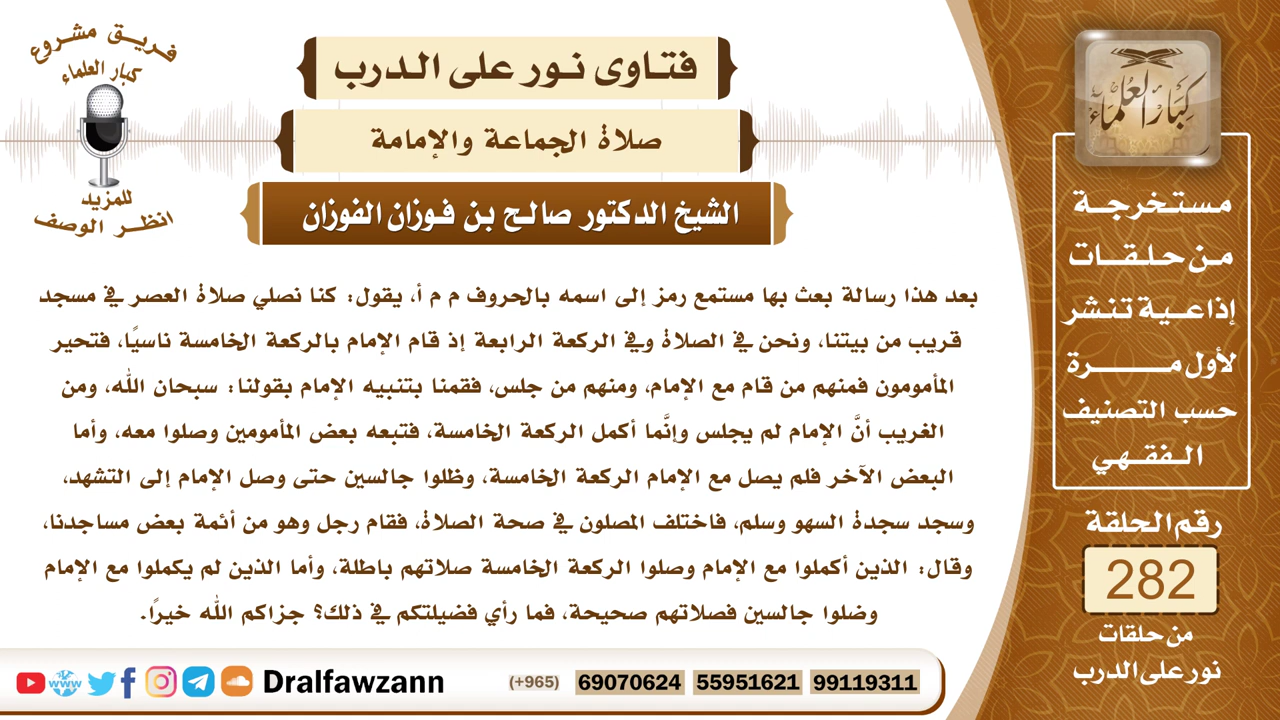 فريق مشروع
كبار العلماء
للمزيد
انظر الوصف
فتاوى نور على الدرب
صلاة الجماعة والإمامة
الشيخ الدكتور صالح بن فوزان الفوزان
بعد هذا رسالة بعث بها مستمع رمز إلى اسمه بالحروف م م أ، يقول: كنا نصلي صلاة العصر في مسجد
قريب من بيتنا، ونحن في الصلاة وفي الركعة الرابعة إذ قام الإمام بالركعة الخامسة ناسيًا، فتحير
المأمومون فمنهم من قام مع الإمام، ومنهم من جلس، فقمنا بتنبيه الإمام بقولنا: سبحان الله، ومن
الغريب أنَّ الإمام لم يجلس وإنَّما أكمل الركعة الخامسة، فتبعه بعض المأمومين وصلوا معه، وأما
البعض الآخر فلم يصل مع الإمام الركعة الخامسة، وظلوا جالسين حتى وصل الإمام إلى التشهد،
وسجد سجدة السهو وسلم، فاختلف المصلون في صحة الصلاة، فقام رجل وهو من أئمة بعض مساجدنا،
وقال: الذين أكملوا مع الإمام وصلوا الركعة الخامسة صلاتهم باطلة، وأما الذين لم يكملوا مع الإمام
وضلوا جالسين فصلاتهم صحيحة، فما رأي فضيلتكم في ذلك؟ جزاكم الله خيرًا.
كبار العلماء
مستخرجة
من حلقات
إذاعية تنشر
لأول مرة
حسب التصنيف
الفقهي
رقم الحلقة
282
من حلقات
نور على الدرب
www
Dralfawzann
(+965) 69070624 55951621 99119311